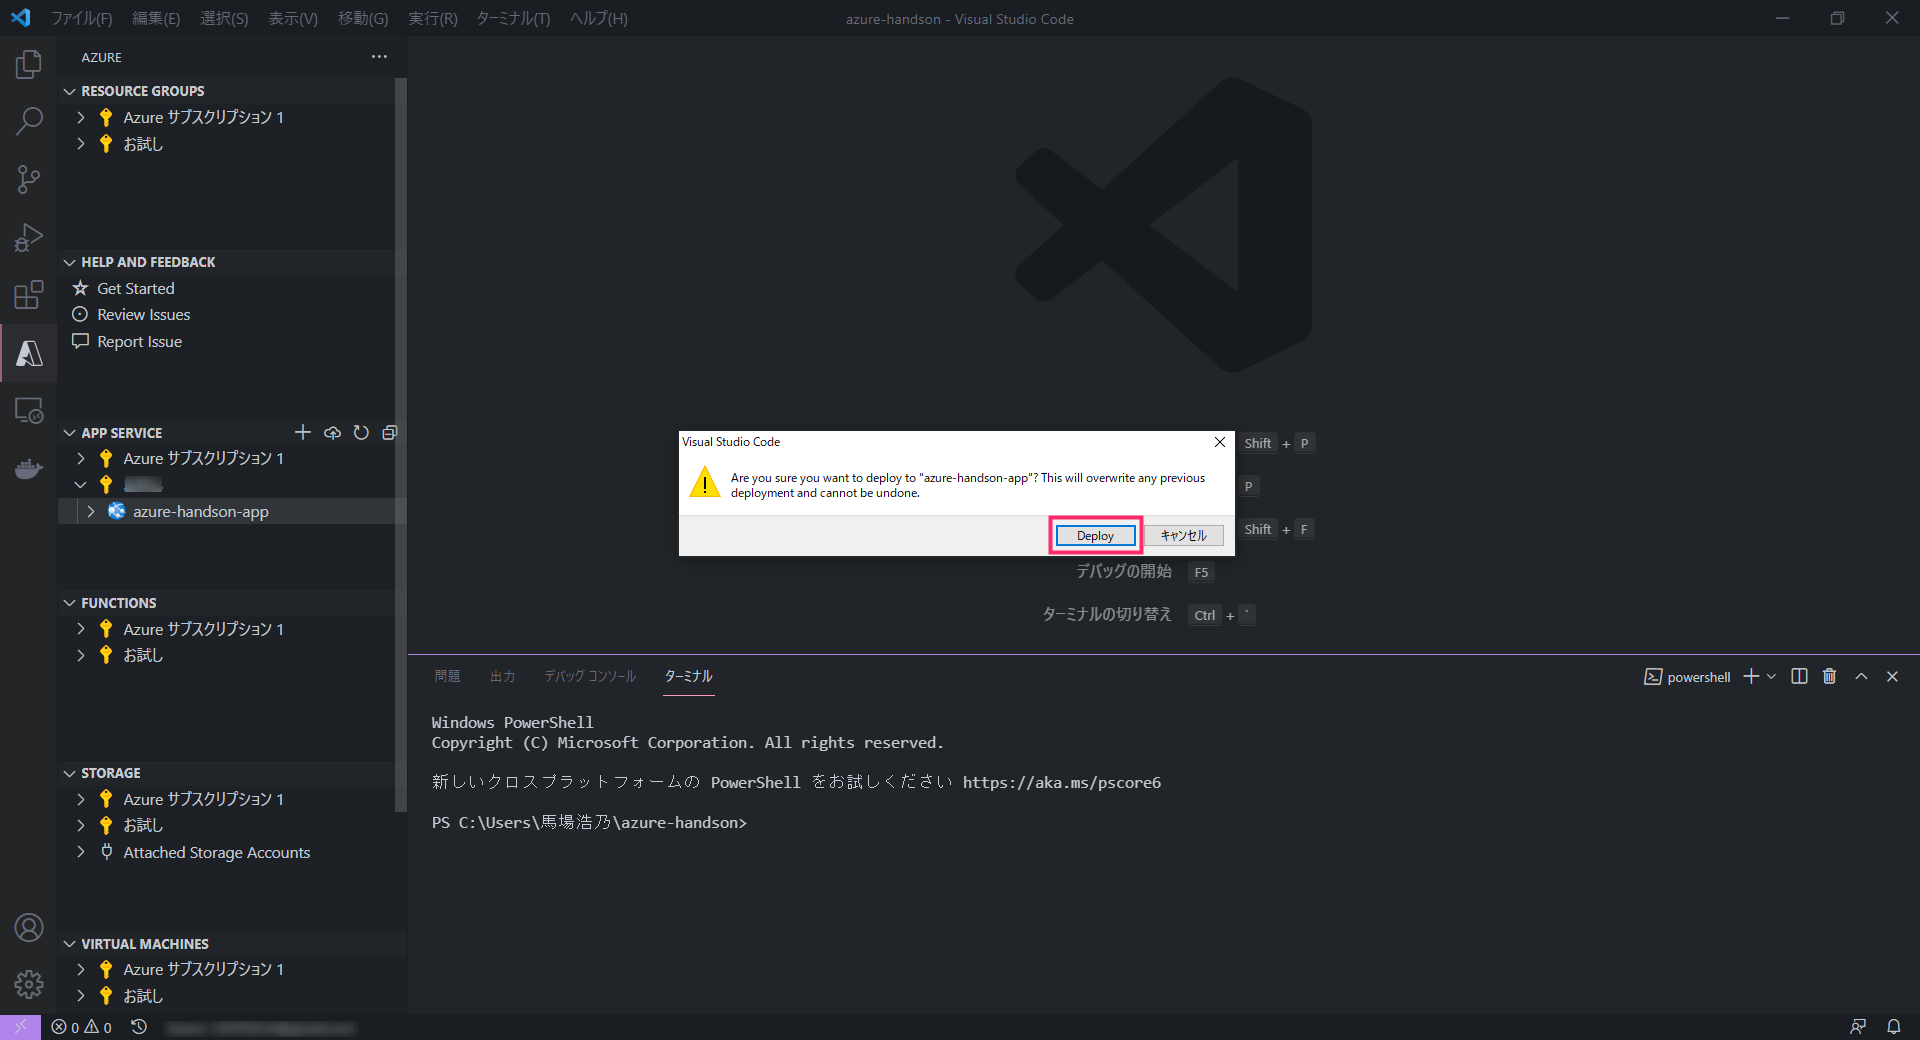 ファイル(F) 編集(E) 選択(S) 表示(V) 移動(G) 実行(R) ターミナル(T) ヘルプ(H)
azure-handson - Visual Studio Code
AZURE
RESOURCE GROUPS
Azure サブスクリプション 1
お試し
HELP AND FEEDBACK
Get Started
Review Issues
Report Issue
APP SERVICE
Azure サブスクリプション 1
azure-handson-app
FUNCTIONS
Azure サブスクリプション 1
お試し
STORAGE
Azure サブスクリプション 1
お試し
Attached Storage Accounts
VIRTUAL MACHINES
Azure サブスクリプション 1
お試し
Shift + P
P
Shift + F
デバッグの開始 F5
ターミナルの切り替え Ctrl + `
Visual Studio Code
Are you sure you want to deploy to "azure-handson-app"? This will overwrite any previous
deployment and cannot be undone.
Deploy キャンセル
問題 出力 デバッグ コンソール ターミナル
powershell
Windows PowerShell
Copyright (C) Microsoft Corporation. All rights reserved.
新しいクロスプラットフォームの PowerShell をお試しください https://aka.ms/pscore6
PS C:\Users\馬場浩乃\azure-handson>
0 0